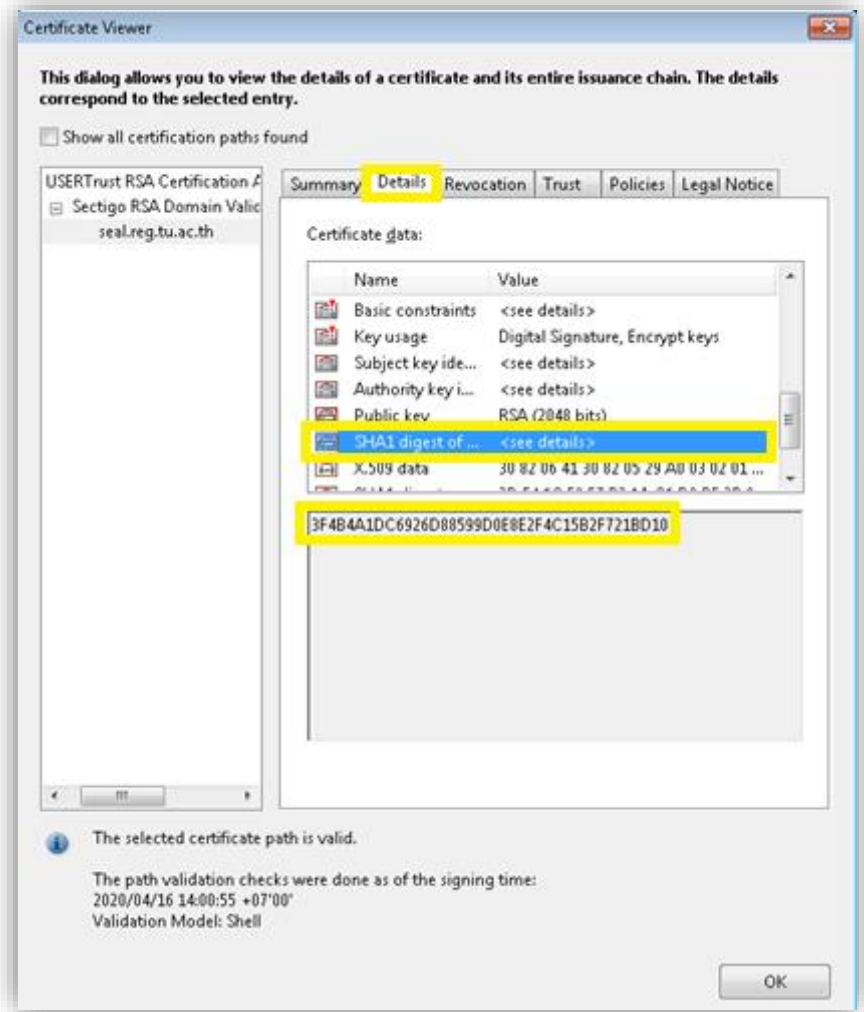 Certificate Viewer
This dialog allows you to view the details of a certificate and its entire issuance chain. The details
correspond to the selected entry.
Show all certification paths found
USERTrust RSA Certification A
Sectigo RSA Domain Valic
seal.reg.tu.ac.th
Summary Details Revocation Trust Policies Legal Notice
Certificate data:
Name Value
Basic constraints <see details>
Key usage Digital Signature, Encrypt keys
Subject key ide... <see details>
Authority key i... <see details>
Public key RSA (2048 bits)
SHA1 digest of ... <see details>
X.509 data 30 82 06 41 30 82 05 29 A0 03 02 01 ...
3F4B4A1DC6926D88599D0E8E2F4C15B2F721BD10
The selected certificate path is valid.
The path validation checks were done as of the signing time:
2020/04/16 14:00:55 +07'00'
Validation Model: Shell
OK